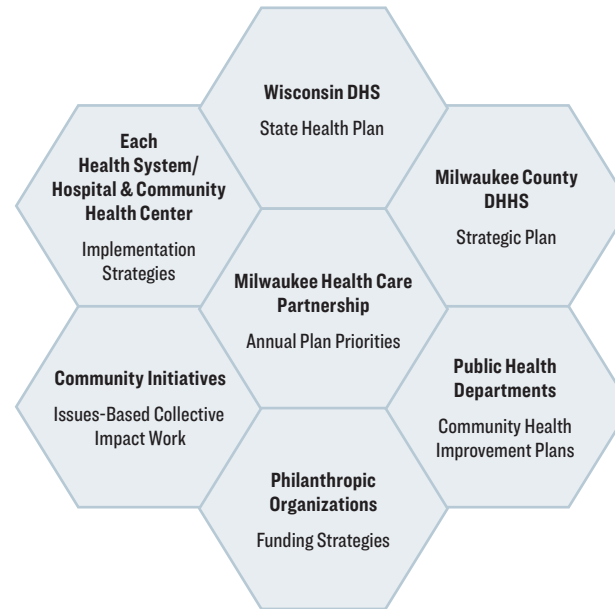 Wisconsin DHS
State Health Plan
Each
Health System/
Hospital & Community
Health Center
Implementation
Strategies
Milwaukee County
DHHS
Strategic Plan
Milwaukee Health Care
Partnership
Annual Plan Priorities
Community Initiatives
Issues-Based Collective
Impact Work
Public Health
Departments
Community Health
Improvement Plans
Philanthropic
Organizations
Funding Strategies